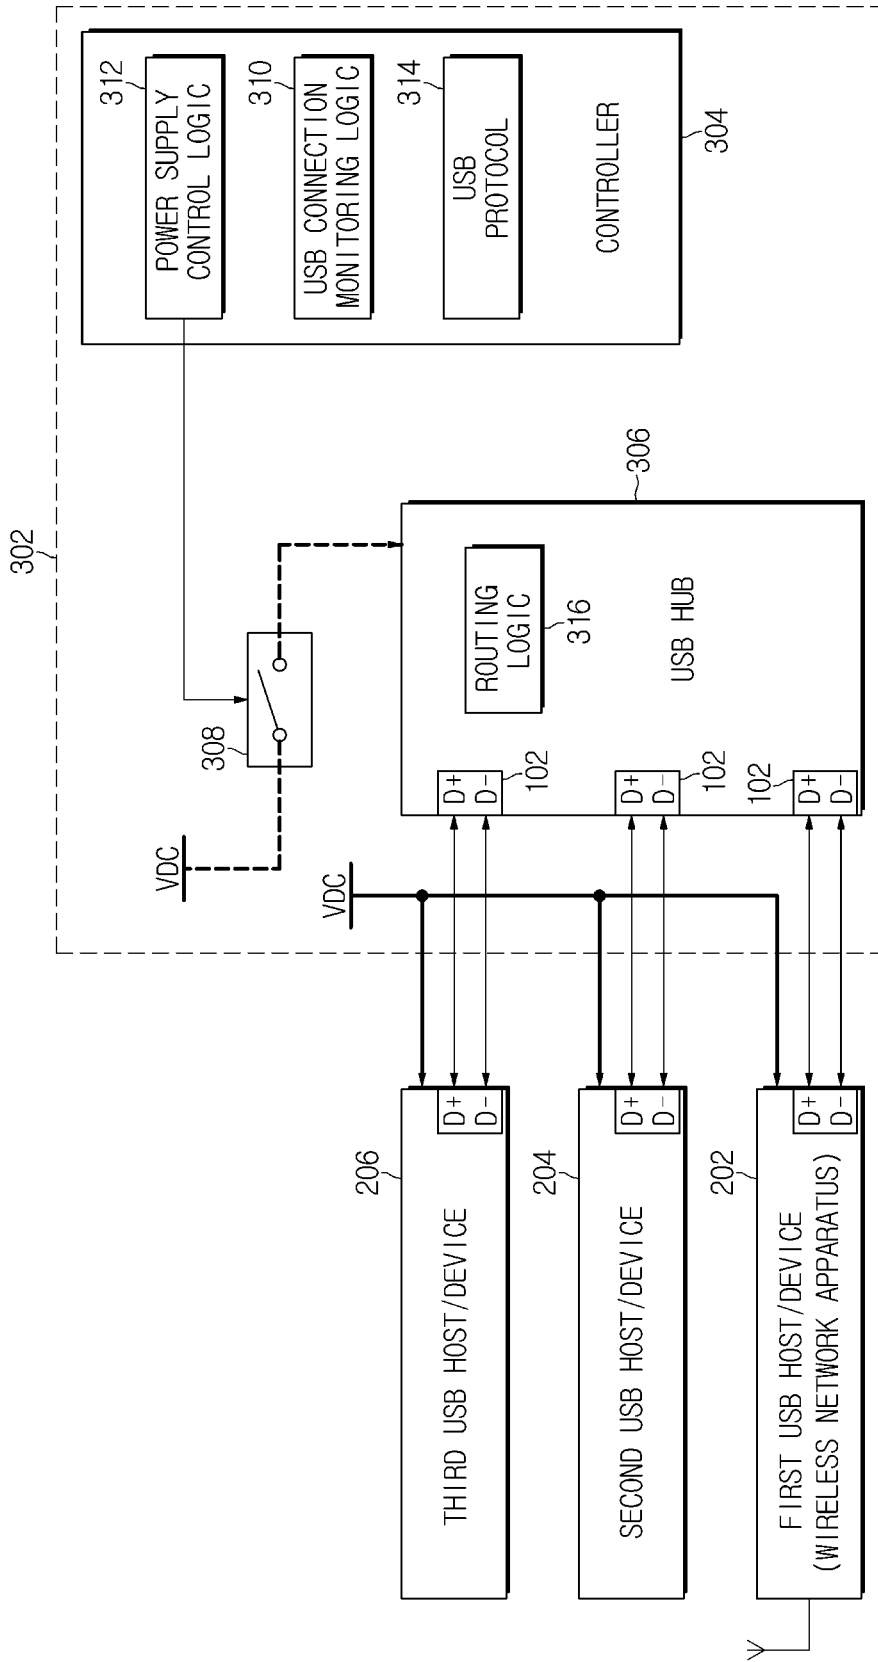 302
312
POWER SUPPLY
CONTROL LOGIC
310
USB CONNECTION
MONITORING LOGIC
314
USB
PROTOCOL
CONTROLLER
304
308
VDC
VDC
306
ROUTING
LOGIC
316
USB HUB
D+
D-
102
D+
D-
102
D+
D-
102
206
D+
D-
THIRD USB HOST/DEVICE
204
D+
D-
SECOND USB HOST/DEVICE
202
D+
D-
FIRST USB HOST/DEVICE
(WIRELESS NETWORK APPARATUS)